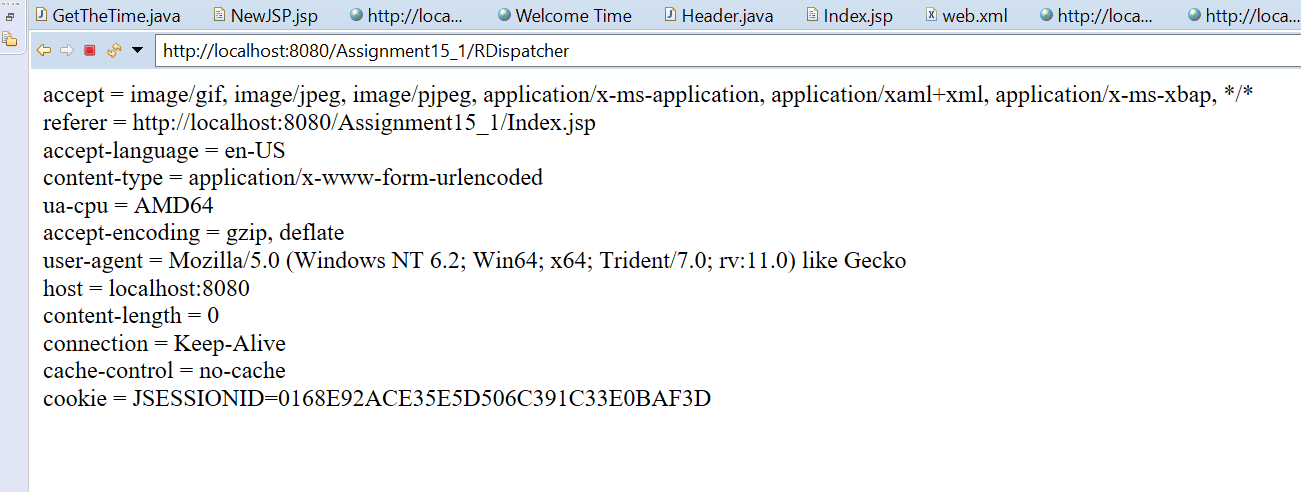 GetTheTime.java NewJSP.jsp http://loca... Welcome Time Header.java Index.jsp web.xml http://loca... http://loca...
http://localhost:8080/Assignment15_1/RDispatcher
accept = image/gif, image/jpeg, image/pjpeg, application/x-ms-application, application/xaml+xml, application/x-ms-xbap, */*
referer = http://localhost:8080/Assignment15_1/Index.jsp
accept-language = en-US
content-type = application/x-www-form-urlencoded
ua-cpu = AMD64
accept-encoding = gzip, deflate
user-agent = Mozilla/5.0 (Windows NT 6.2; Win64; x64; Trident/7.0; rv:11.0) like Gecko
host = localhost:8080
content-length = 0
connection = Keep-Alive
cache-control = no-cache
cookie = JSESSIONID=0168E92ACE35E5D506C391C33E0BAF3D